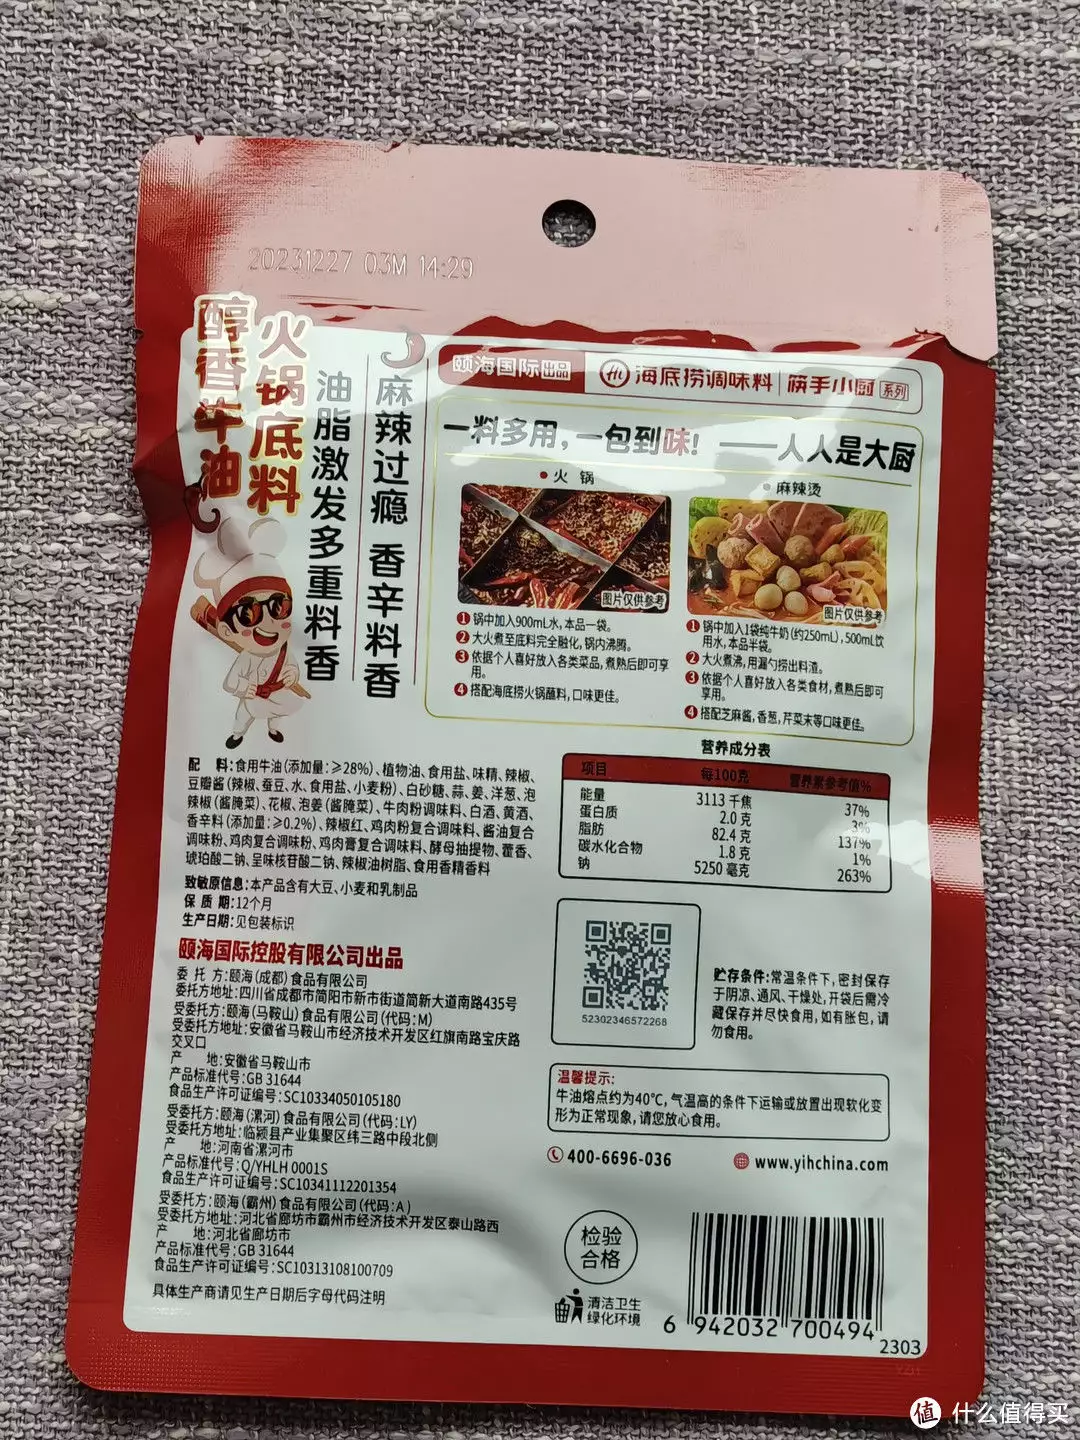 20231227 03M 14:29
醇香牛油
火锅底料
油脂激发多重料香
麻辣过瘾 香辛料香
颐海国际出品
海底捞调味料 筷手小厨 系列
一料多用，一包到味! ——人人是大厨
火锅
图片仅供参考
1 锅中加入900mL水，本品一袋。
2 大火煮至底料完全融化，锅内沸腾。
3 依据个人喜好放入各类菜品，煮熟后即可享
用。
4 搭配海底捞火锅蘸料，口味更佳。
麻辣烫
图片仅供参考
1 锅中加入1袋纯牛奶(约250mL)，500mL饮
用水，本品半袋。
2 大火煮沸，用漏勺捞出料渣。
3 依据个人喜好放入各类食材，煮熟后即可
享用。
4 搭配芝麻酱，香葱，芹菜末等口味更佳。
配 料:食用牛油(添加量:≥28%)、植物油、食用盐、味精、辣椒、
豆瓣酱(辣椒、蚕豆、水、食用盐、小麦粉)、白砂糖、蒜、姜、洋葱、泡
辣椒(酱腌菜)、花椒、泡姜(酱腌菜)、牛肉粉调味料、白酒、黄酒、
香辛料(添加量:≥0.2%)、辣椒红、鸡肉粉复合调味料、酱油复合
调味粉、鸡肉复合调味粉、鸡肉膏复合调味料、酵母抽提物、藿香、
琥珀酸二钠、呈味核苷酸二钠、辣椒油树脂、食用香精香料
致敏原信息:本产品含有大豆、小麦和乳制品
保 质 期:12个月
生产日期:见包装标识
颐海国际控股有限公司出品
委 托 方:颐海(成都)食品有限公司
委托方地址:四川省成都市简阳市新市街道简新大道南路435号
受委托方:颐海(马鞍山)食品有限公司(代码:M)
受委托方地址:安徽省马鞍山市经济技术开发区红旗南路宝庆路
交叉口
产 地:安徽省马鞍山市
产品标准代号:GB 31644
食品生产许可证编号:SC10334050105180
受委托方:颐海(漯河)食品有限公司(代码:LY)
受委托方地址:临颍县产业集聚区纬三路中段北侧
产 地:河南省漯河市
产品标准代号:Q/YHLH 0001S
食品生产许可证编号:SC10341112201354
受委托方:颐海(霸州)食品有限公司(代码:A)
受委托方地址:河北省廊坊市霸州市经济技术开发区泰山路西
产 地:河北省廊坊市
产品标准代号:GB 31644
食品生产许可证编号:SC10313108100709
具体生产商请见生产日期后字母代码注明
营养成分表
项目 每100克 营养素参考值%
能量 3113 千焦 37%
蛋白质 2.0 克 3%
脂肪 82.4 克 137%
碳水化合物 1.8 克 1%
钠 5250 毫克 263%
52302346572268
贮存条件:常温条件下，密封保存
于阴凉、通风、干燥处，开袋后需冷
藏保存并尽快食用，如有胀包，请
勿食用。
温馨提示:
牛油熔点约为40℃，气温高的条件下运输或放置出现软化变
形为正常现象，请您放心食用。
400-6696-036
www.yihchina.com
检验
合格
清洁卫生
绿化环境
6 942032 700494
2303
值 什么值得买